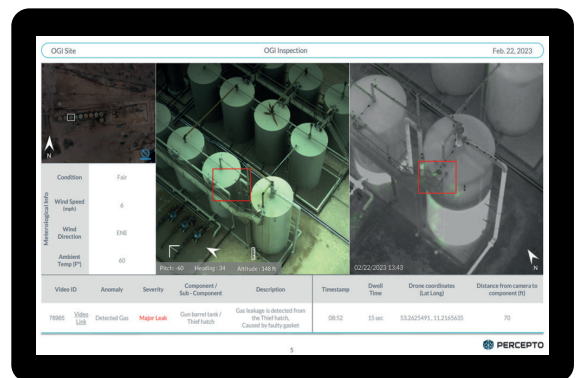 OGI Site
OGI Inspection
Feb. 22, 2023
N
Meteorological Info
Condition
Fair
Wind Speed
(mph)
6
Wind
Direction
ENE
Ambient
Temp (F°)
60
Pitch: -60
Heading : 34
Altitude : 148 ft
02/22/2023 13:43
N
Video ID
Anomaly
Severity
Component /
Sub - Component
Description
Timestamp
Dwell
Time
Drone coordinates
(Lat Long)
Distance from camera to
component (ft)
78985
Video
Link
Detected Gas
Major Leak
Gun barrel tank /
Thief hatch
Gas leakage is detected from
the Thief hatch,
Caused by faulty gasket
08:52
15 sec
53.2625491, 11.2165635
70
5
PERCEPTO